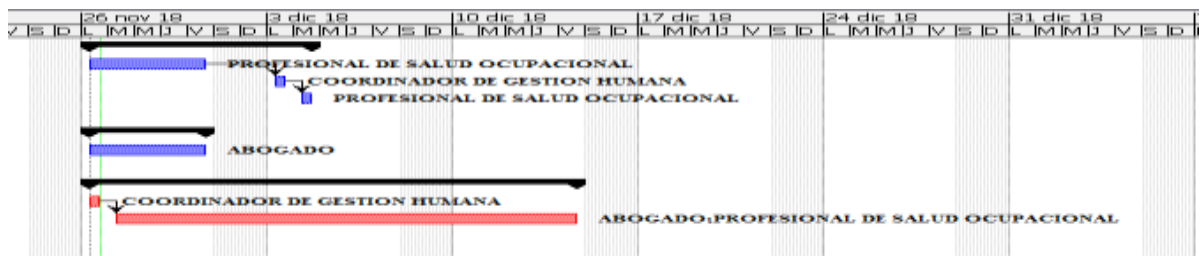 26 nov 18 3 dic 18 10 dic 18 17 dic 18 24 dic 18 31 dic 18
V S D L M M J V S D L M M J V S D L M M J V S D L M M J V S D L M M J V S D L M M J V S D
PROFESIONAL DE SALUD OCUPACIONAL
COORDINADOR DE GESTION HUMANA
PROFESIONAL DE SALUD OCUPACIONAL
ABOGADO
COORDINADOR DE GESTION HUMANA
ABOGADO;PROFESIONAL DE SALUD OCUPACIONAL